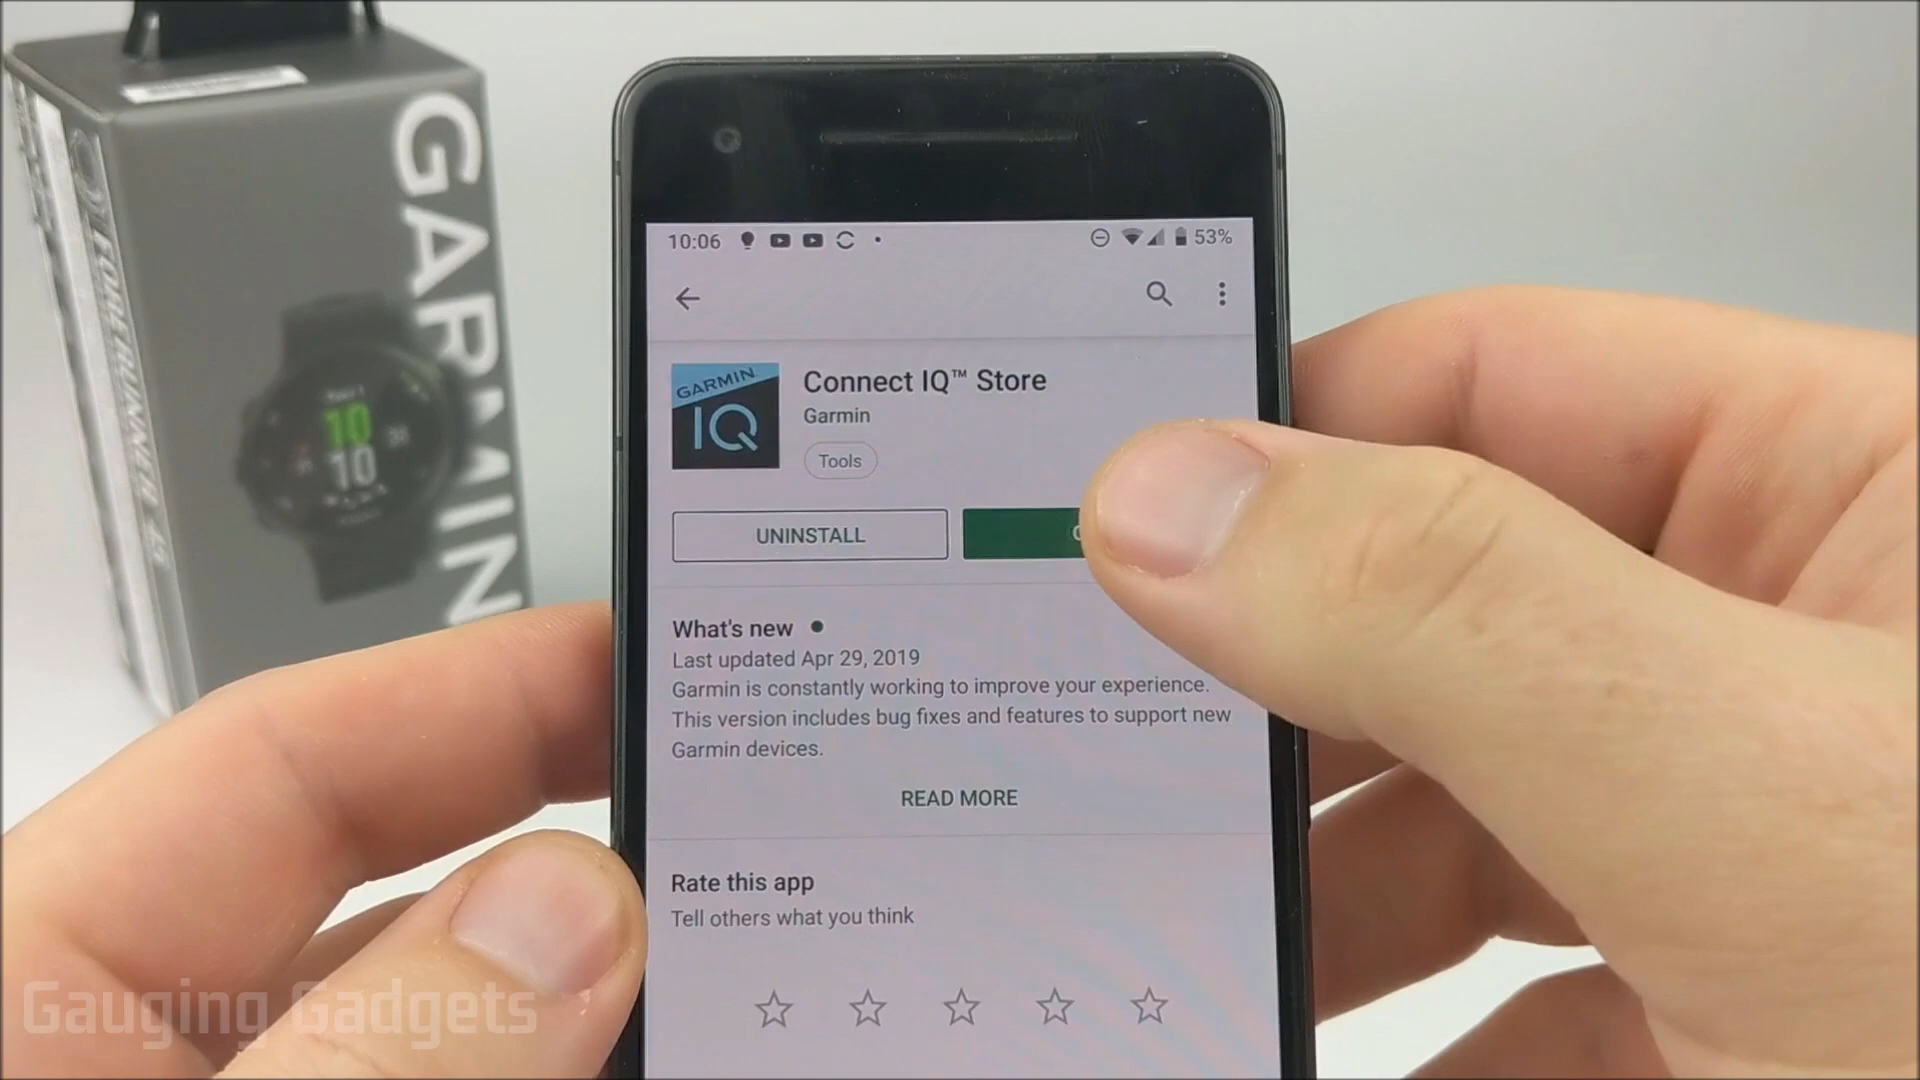 GARMIN
FORERUNNER 45
10
10
10:06
53%
GARMIN
IQ
Connect IQ™ Store
Garmin
Tools
UNINSTALL
What's new
Last updated Apr 29, 2019
Garmin is constantly working to improve your experience.
This version includes bug fixes and features to support new
Garmin devices.
READ MORE
Rate this app
Tell others what you think
Gauging Gadgets